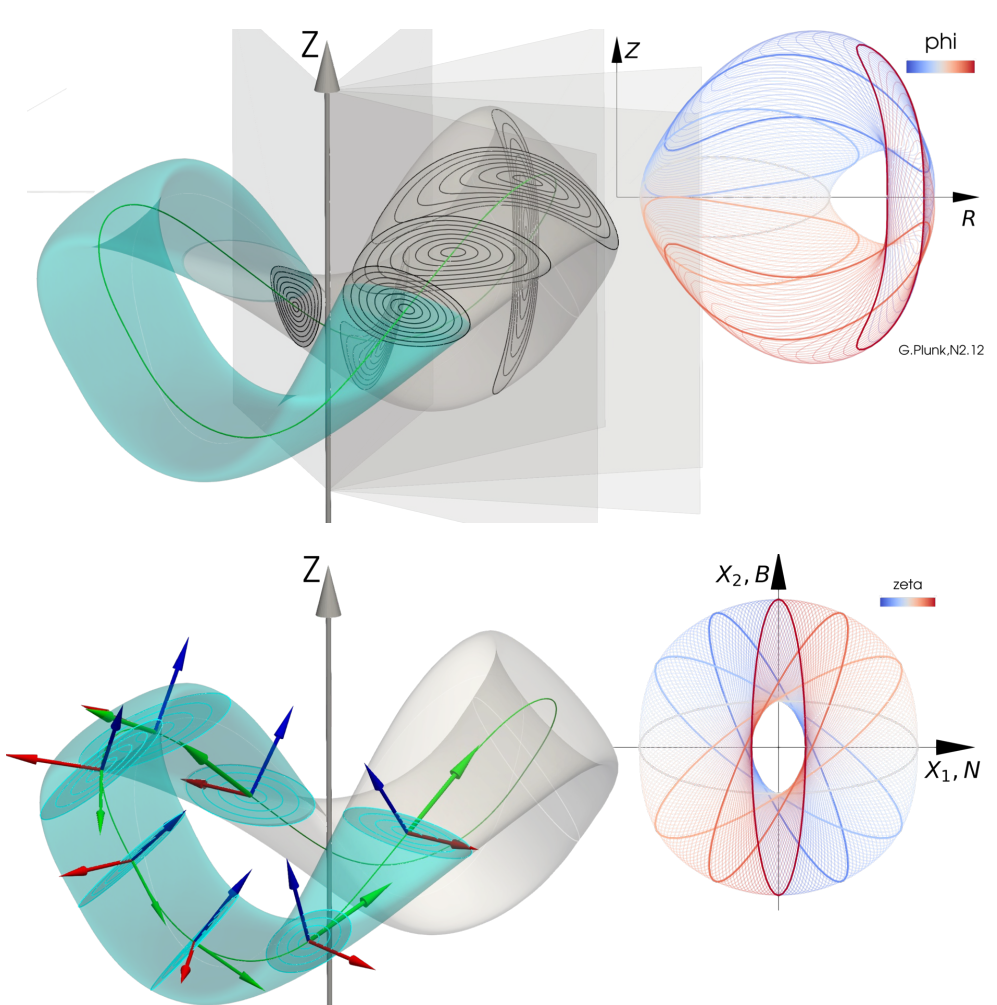 Z
Z
phi
R
G.Plunk,N2.12
Z
X₂, B
zeta
X₁, N